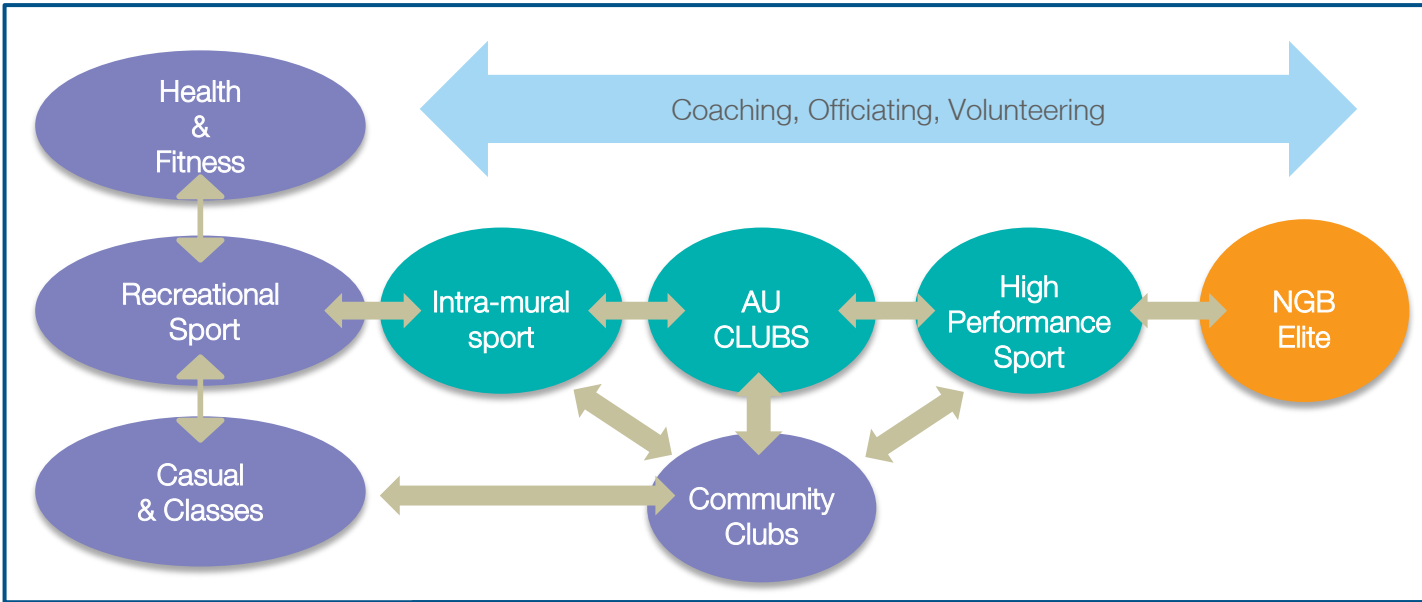 Health
&
Fitness
Coaching, Officiating, Volunteering
Recreational
Sport
Intra-mural
sport
AU
CLUBS
High
Performance
Sport
NGB
Elite
Casual
& Classes
Community
Clubs